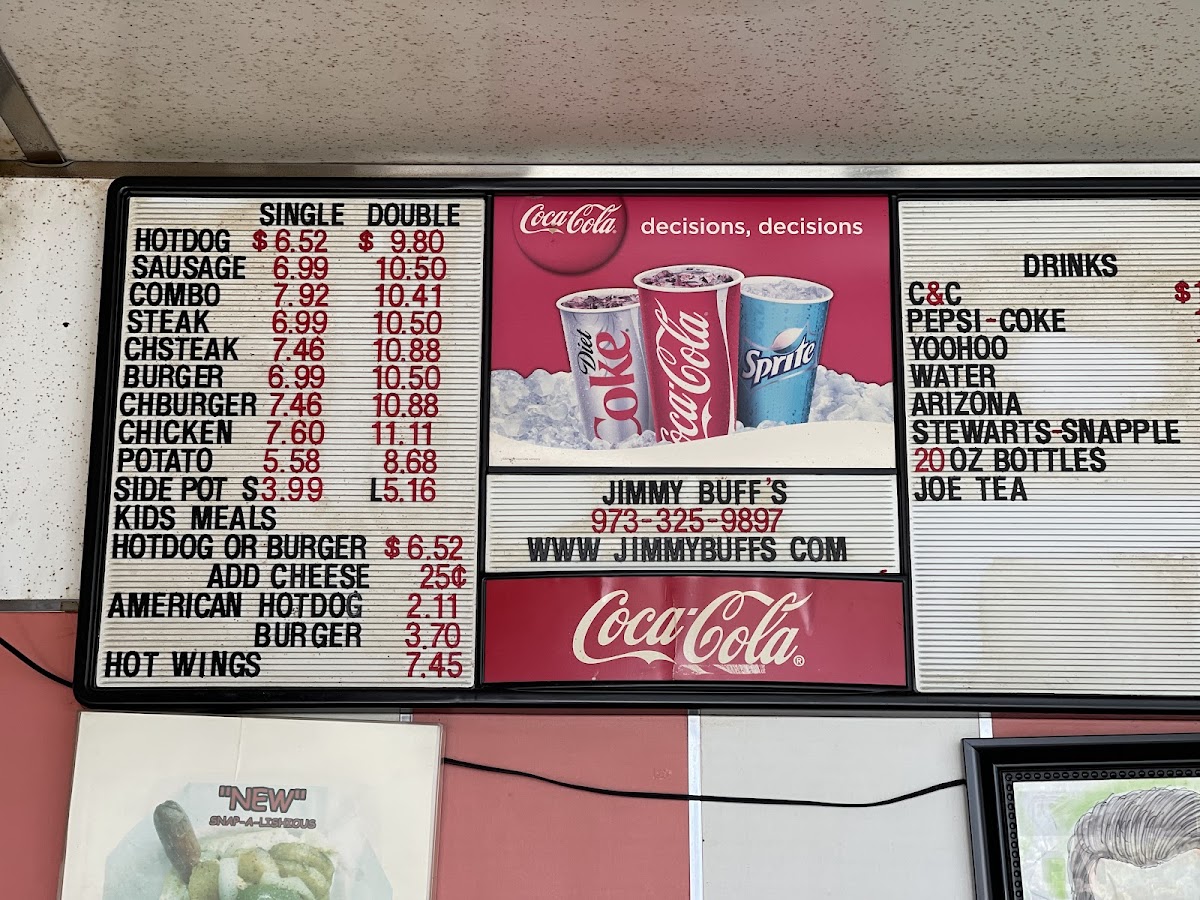 SINGLE DOUBLE
HOTDOG $6.52 $ 9.80
SAUSAGE 6.99 10.50
COMBO 7.92 10.41
STEAK 6.99 10.50
CHSTEAK 7.46 10.88
BURGER 6.99 10.50
CHBURGER 7.46 10.88
CHICKEN 7.60 11.11
POTATO 5.58 8.68
SIDE POT S3.99 L5.16
KIDS MEALS
HOTDOG OR BURGER $6.52
ADD CHEESE 25¢
AMERICAN HOTDOG 2.11
BURGER 3.70
HOT WINGS 7.45
Coca-Cola decisions, decisions
Diet Coke
Coca-Cola
Sprite
JIMMY BUFF'S
973-325-9897
WWW JIMMYBUFFS COM
Coca-Cola®
DRINKS
C&C $1
PEPSI-COKE
YOOHOO
WATER
ARIZONA
STEWARTS-SNAPPLE
20 OZ BOTTLES
JOE TEA
"NEW"
SNAP-A-LISHIOUS